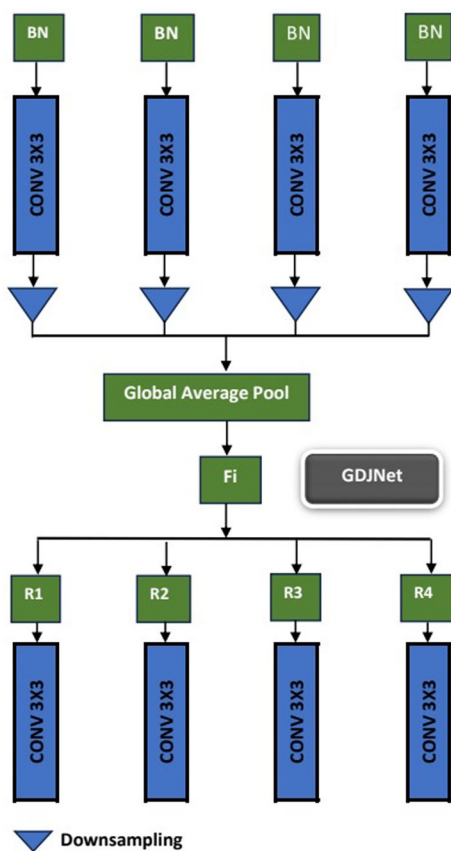 BN BN BN BN
CONV 3X3 CONV 3X3 CONV 3X3 CONV 3X3
Global Average Pool
Fi
GDJNet
R1 R2 R3 R4
CONV 3X3 CONV 3X3 CONV 3X3 CONV 3X3
Downsampling